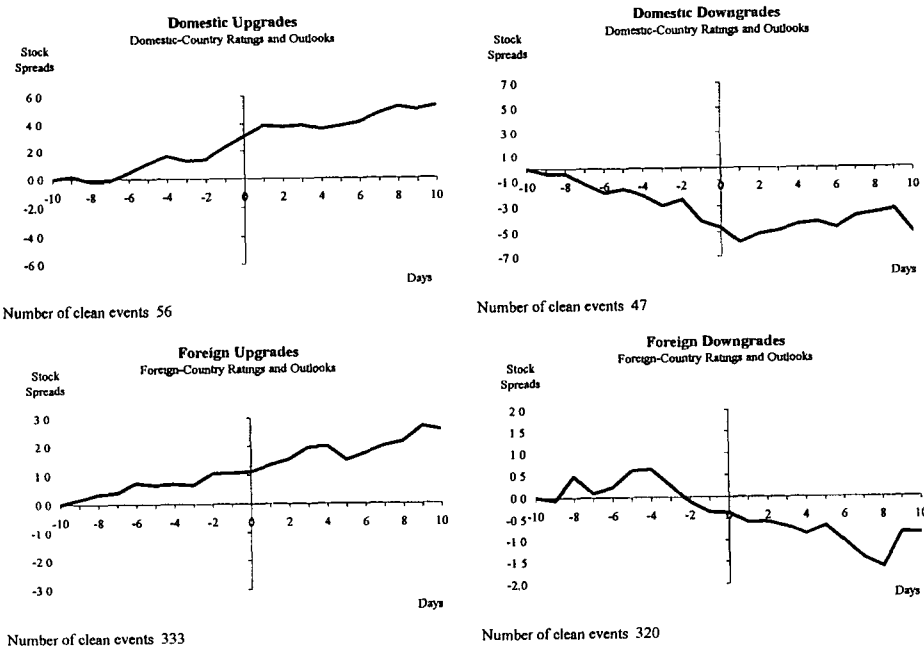 Domestic Upgrades
Domestic-Country Ratings and Outlooks
Stock
Spreads
6 0
4 0
2 0
0 0
-10 -8 -6 -4 -2 0 2 4 6 8 10
-2.0
-4 0
-6 0
Days
Number of clean events 56
Domestic Downgrades
Domestic-Country Ratings and Outlooks
Stock
Spreads
7 0
5 0
3 0
1 0
-1 0
-10 -8 -6 -4 -2 0 2 4 6 8 10
-3 0
-5 0
-7 0
Days
Number of clean events 47
Foreign Upgrades
Foreign-Country Ratings and Outlooks
Stock
Spreads
3 0
2 0
1 0
0 0
-10 -8 -6 -4 -2 0 2 4 6 8 10
-1 0
-2 0
-3 0
Days
Number of clean events 333
Foreign Downgrades
Foreign-Country Ratings and Outlooks
Stock
Spreads
2 0
1 5
1 0
0.5
0.0
-0 5
-10 -8 -6 -4 -2 0 2 4 6 8 10
-1 0
-1 5
-2.0
Days
Number of clean events 320